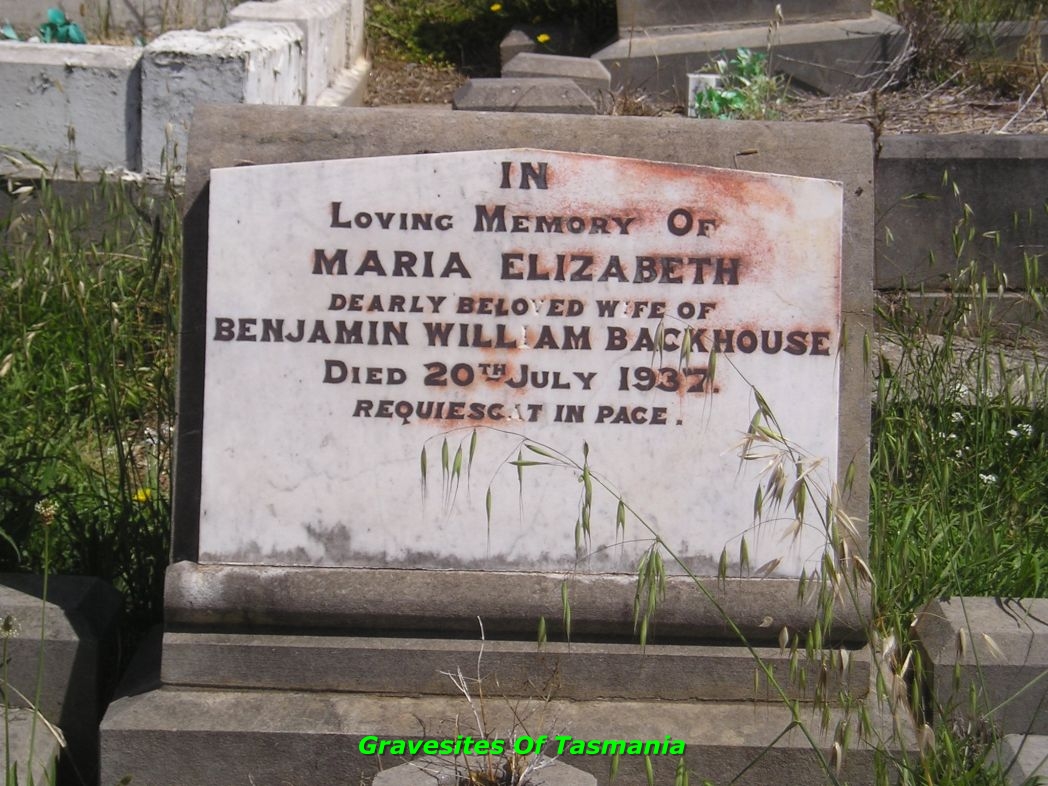 IN
LOVING MEMORY OF
MARIA ELIZABETH
DEARLY BELOVED WIFE OF
BENJAMIN WILLIAM BACKHOUSE
DIED 20TH JULY 1937.
REQUIESCAT IN PACE.
Gravesites Of Tasmania